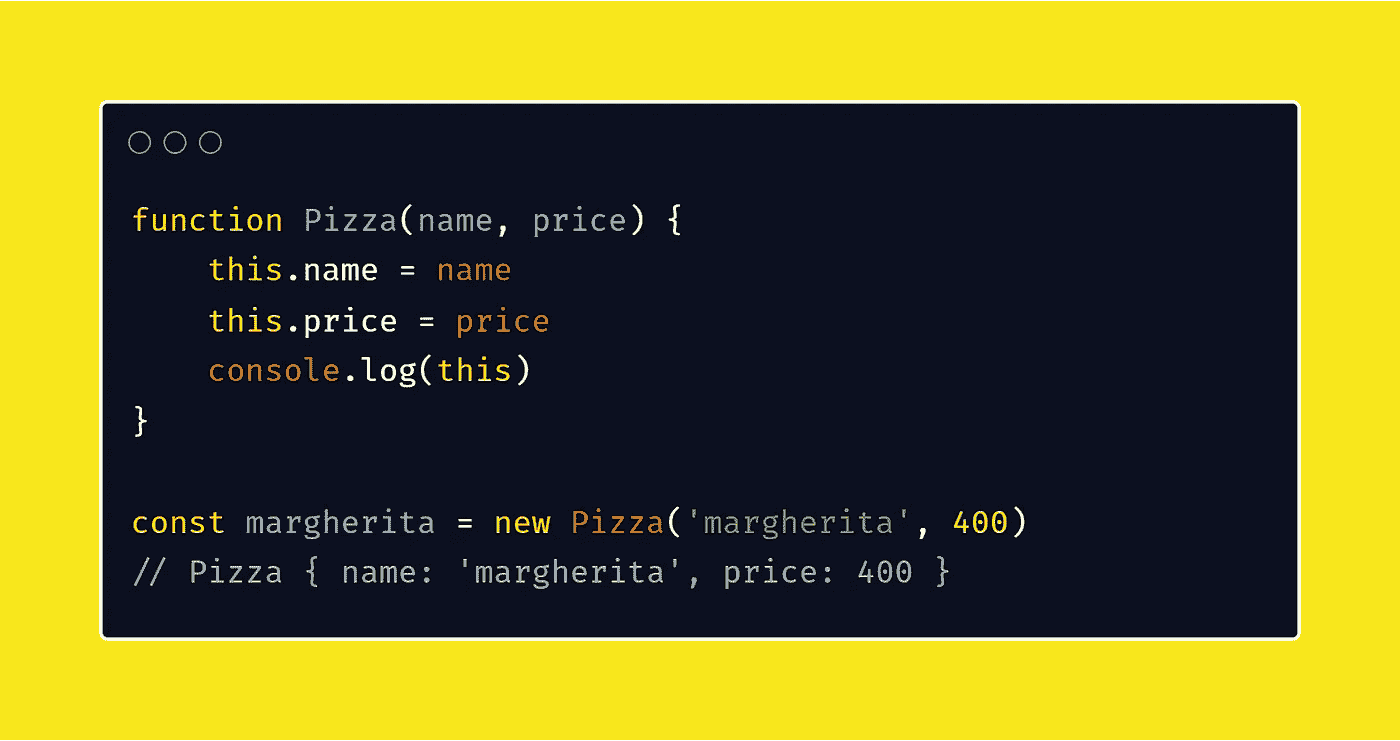 function Pizza(name, price) {
    this.name = name
    this.price = price
    console.log(this)
}

const margherita = new Pizza('margherita', 400)
// Pizza { name: 'margherita', price: 400 }